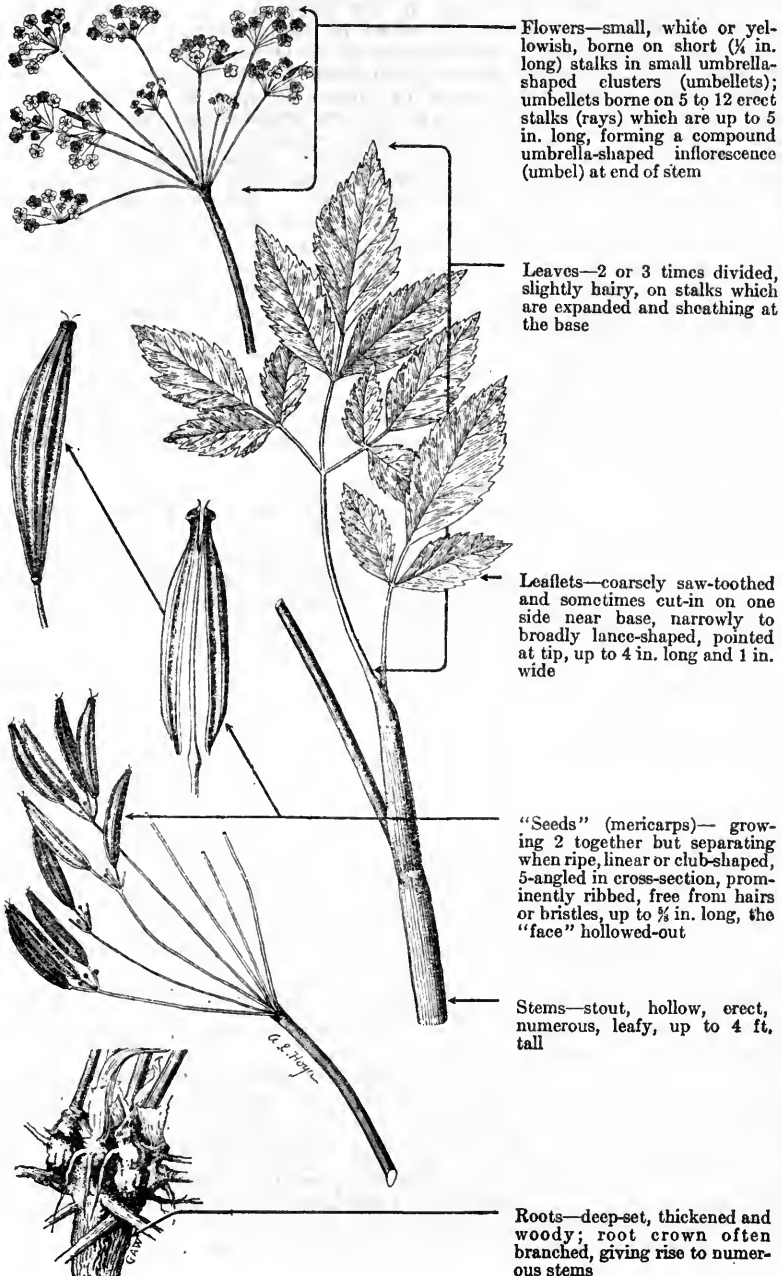 Flowers—small, white or yel-
lowish, borne on short (¼ in.
long) stalks in small umbrella-
shaped clusters (umbellets);
umbellets borne on 5 to 12 erect
stalks (rays) which are up to 5
in. long, forming a compound
umbrella-shaped inflorescence
(umbel) at end of stem
Leaves—2 or 3 times divided,
slightly hairy, on stalks which
are expanded and sheathing at
the base
Leaflets—coarsely saw-toothed
and sometimes cut-in on one
side near base, narrowly to
broadly lance-shaped, pointed
at tip, up to 4 in. long and 1 in.
wide
"Seeds" (mericarps)— grow-
ing 2 together but separating
when ripe, linear or club-shaped,
5-angled in cross-section, prom-
inently ribbed, free from hairs
or bristles, up to ⅝ in. long, the
"face" hollowed-out
Stems—stout, hollow, erect,
numerous, leafy, up to 4 ft.
tall
A. E. Hoyle
Roots—deep-set, thickened and
woody; root crown often
branched, giving rise to numer-
ous stems